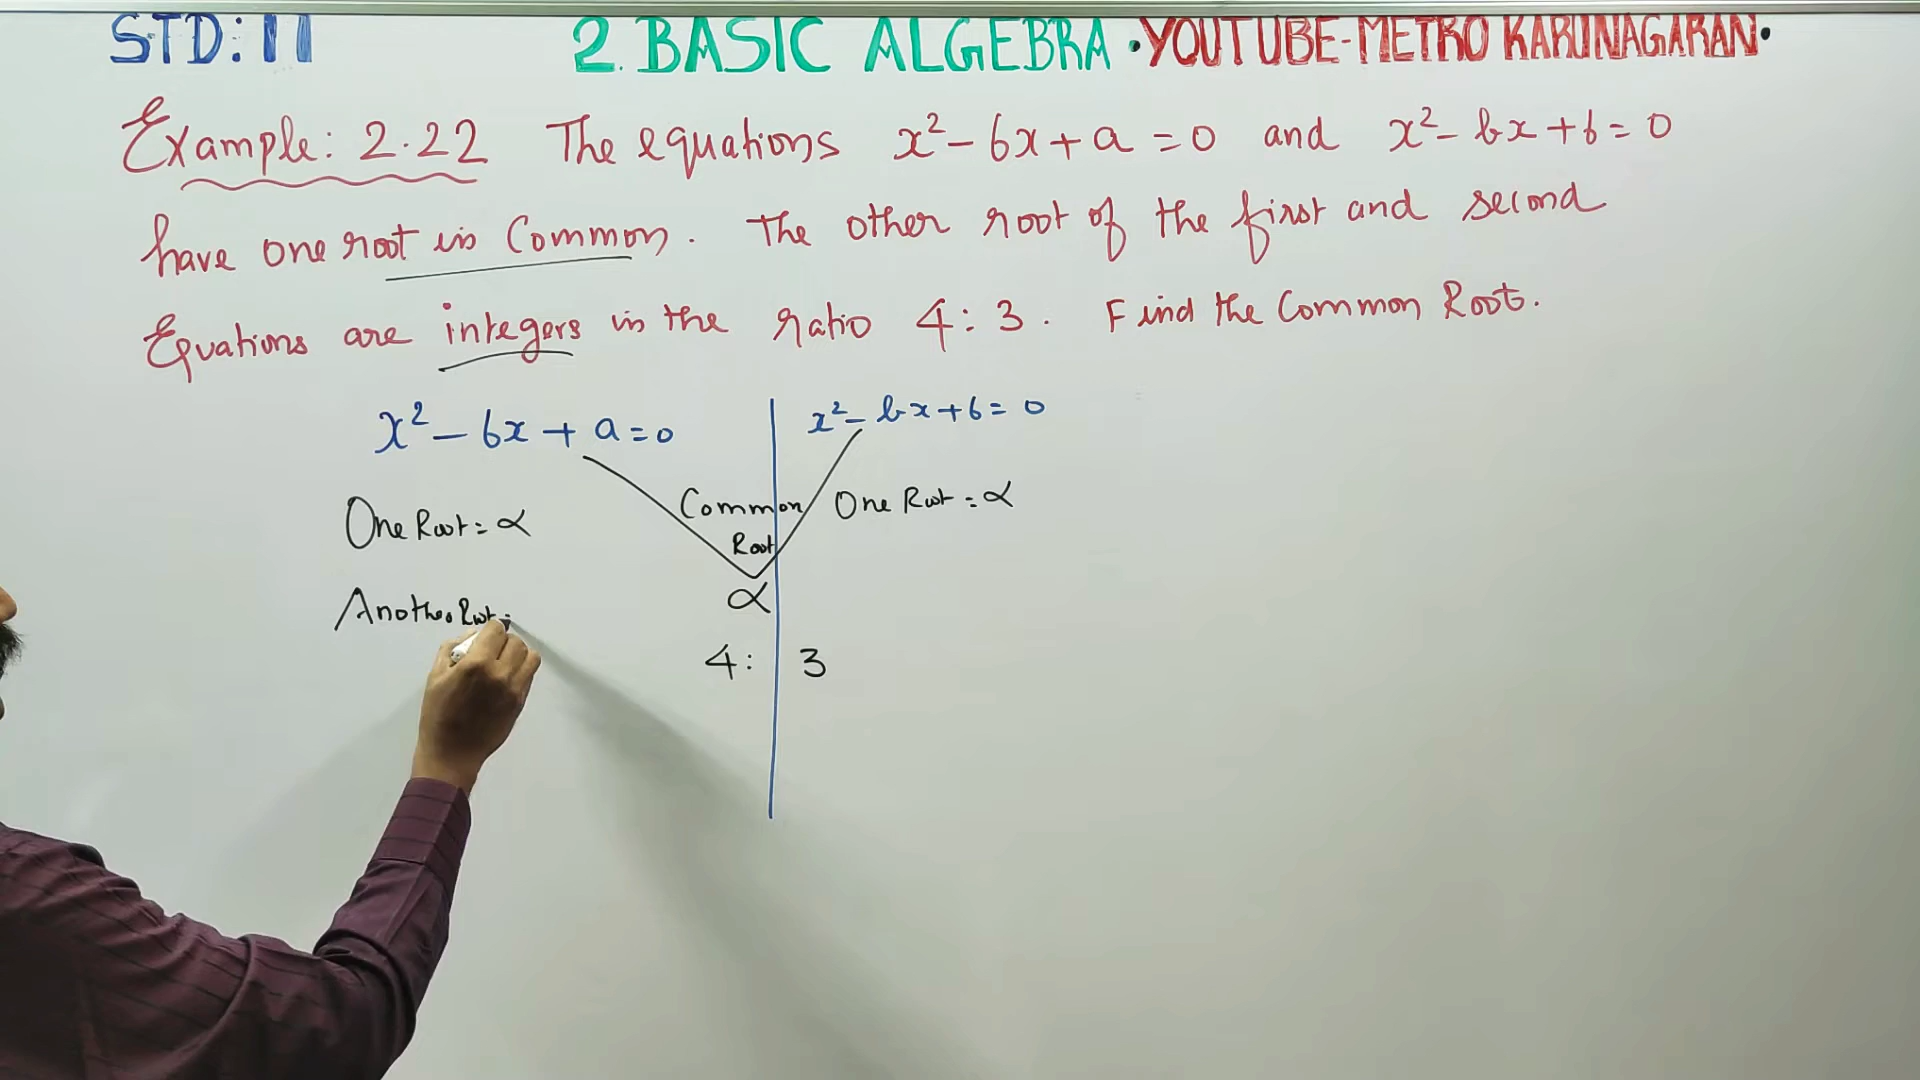 STD: 11
2. BASIC ALGEBRA • YOUTUBE-METRO KARUNAGARAN •
Example: 2.22 The equations x² - 6x + a = 0 and x² - bx + 6 = 0
have one root in Common. The other root of the first and second
Equations are integers in the ratio 4 : 3. Find the Common Root.
x² - 6x + a = 0
x² - bx + 6 = 0
One Root = α
Common
Root
α
One Root = α
Another Root =
4 : 3